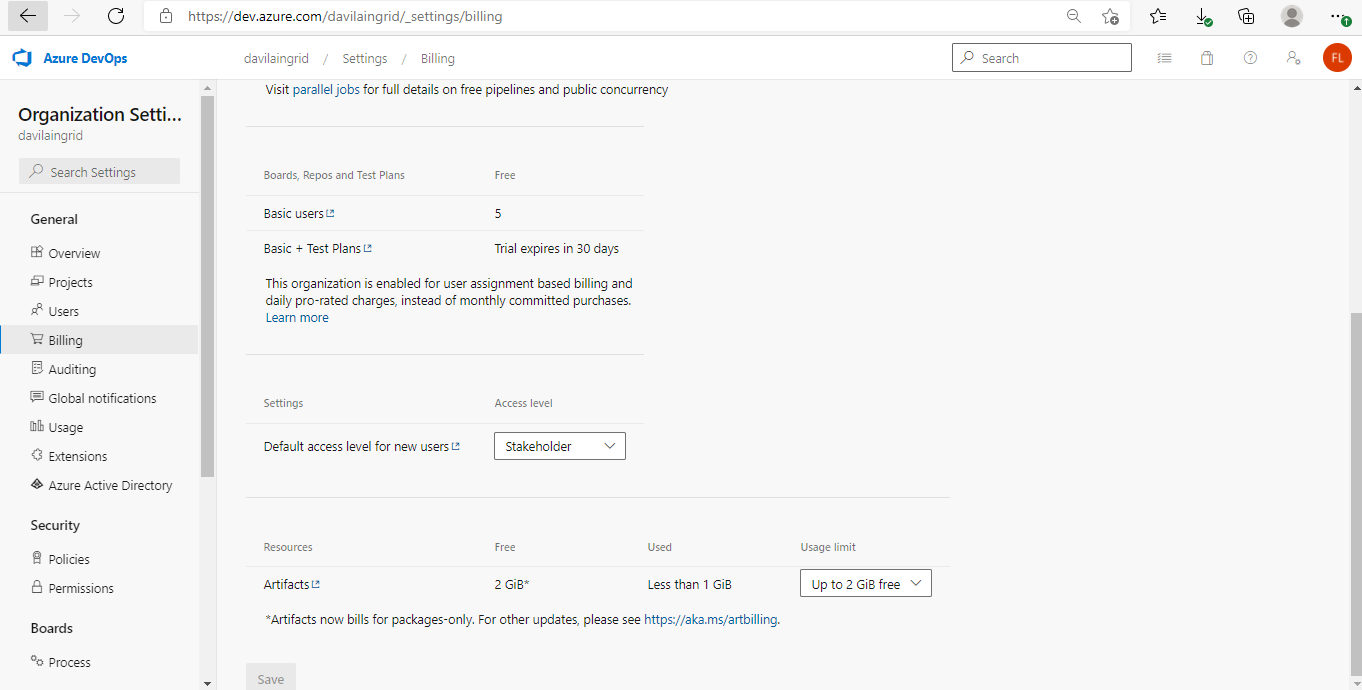 https://dev.azure.com/davilaingrid/_settings/billing
Azure DevOps
davilaingrid / Settings / Billing
Search
FL
Organization Setti...
davilaingrid
Search Settings
General
Overview
Projects
Users
Billing
Auditing
Global notifications
Usage
Extensions
Azure Active Directory
Security
Policies
Permissions
Boards
Process
Visit parallel jobs for full details on free pipelines and public concurrency
Boards, Repos and Test Plans Free
Basic users 5
Basic + Test Plans Trial expires in 30 days
This organization is enabled for user assignment based billing and
daily pro-rated charges, instead of monthly committed purchases.
Learn more
Settings Access level
Default access level for new users Stakeholder
Resources Free Used Usage limit
Artifacts 2 GiB* Less than 1 GiB Up to 2 GiB free
*Artifacts now bills for packages-only. For other updates, please see https://aka.ms/artbilling.
Save